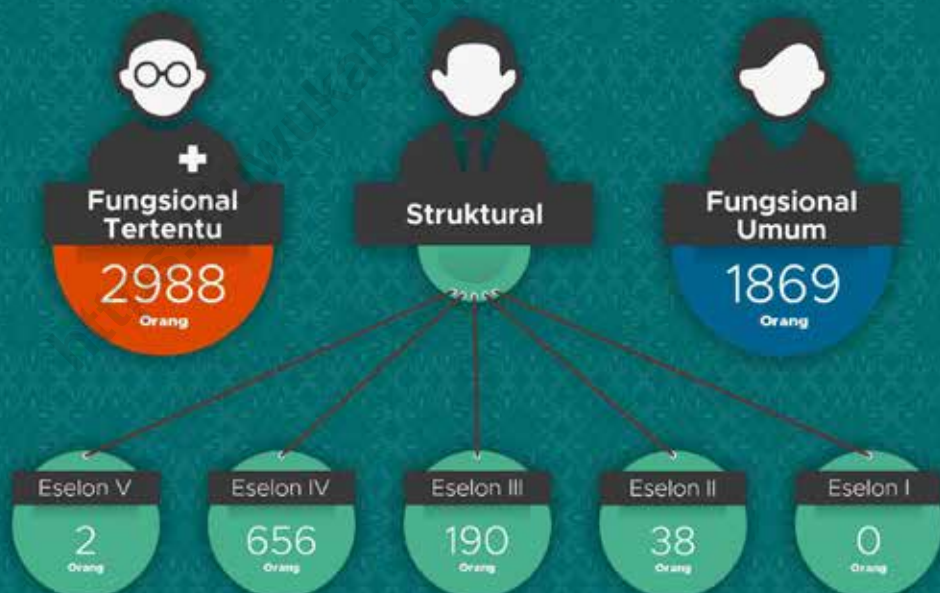 Fungsional
Tertentu
2988
Orang
Struktural
Fungsional
Umum
1869
Orang
Eselon V
2
Orang
Eselon IV
656
Orang
Eselon III
190
Orang
Eselon II
38
Orang
Eselon I
0
Orang